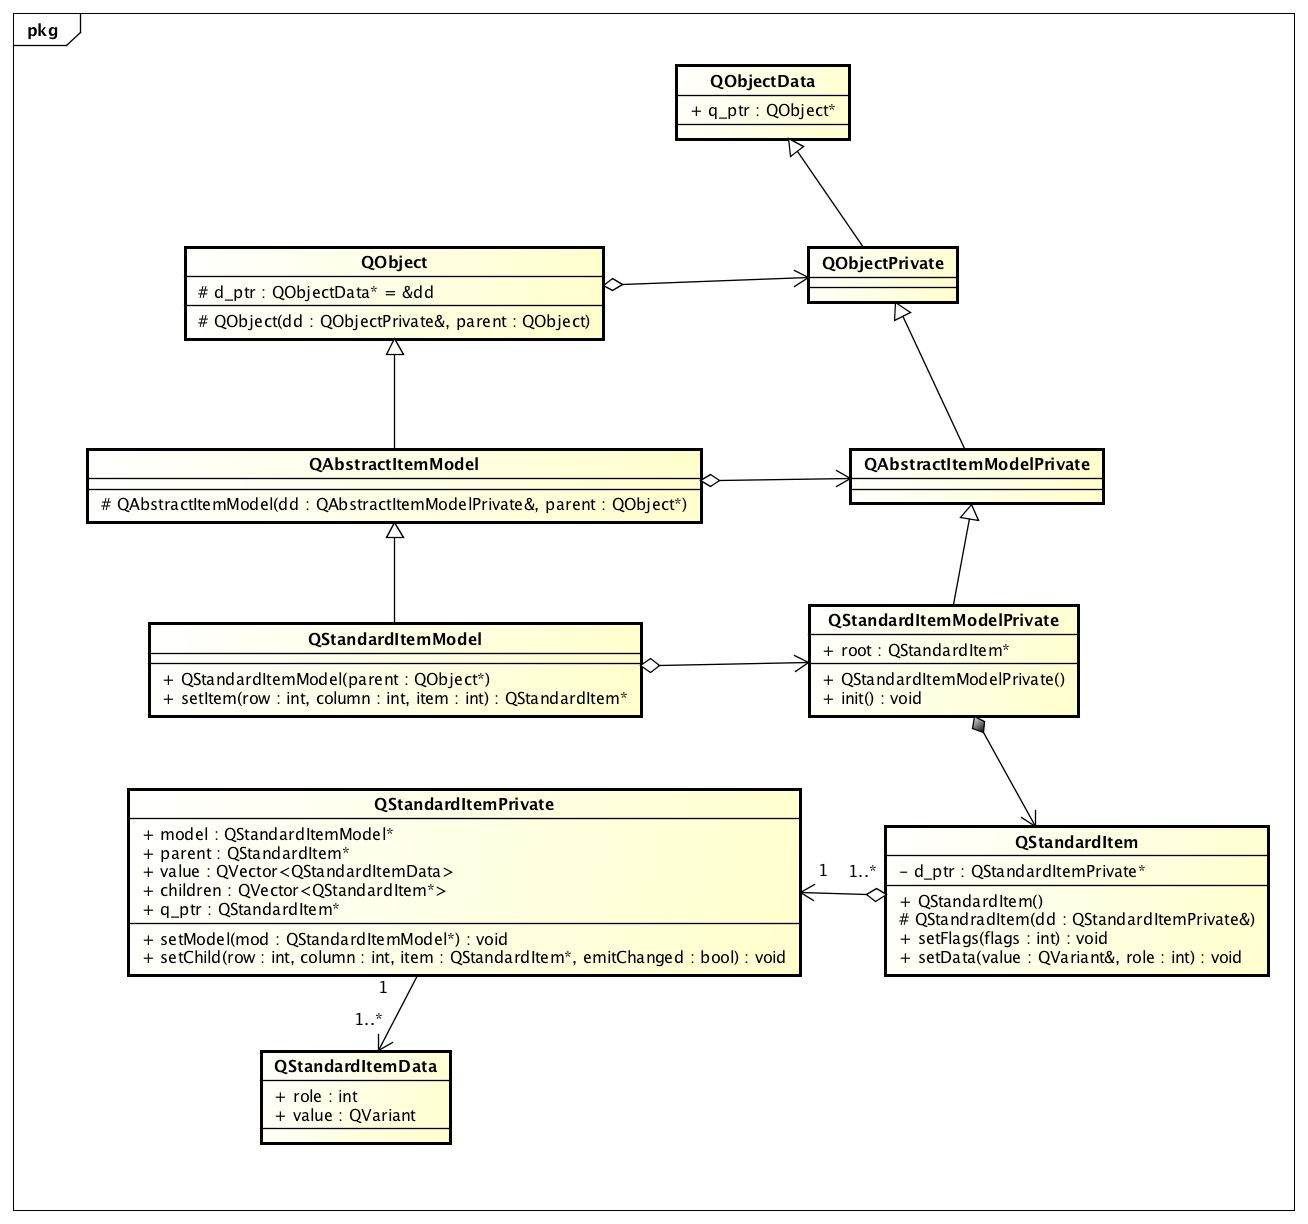 pkg
QObjectData
+ q_ptr : QObject*
QObject
# d_ptr : QObjectData* = &dd
# QObject(dd : QObjectPrivate&, parent : QObject)
QObjectPrivate
QAbstractItemModel
# QAbstractItemModel(dd : QAbstractItemModelPrivate&, parent : QObject*)
QAbstractItemModelPrivate
QStandardItemModel
+ QStandardItemModel(parent : QObject*)
+ setItem(row : int, column : int, item : int) : QStandardItem*
QStandardItemModelPrivate
+ root : QStandardItem*
+ QStandardItemModelPrivate()
+ init() : void
QStandardItemPrivate
+ model : QStandardItemModel*
+ parent : QStandardItem*
+ value : QVector<QStandardItemData>
+ children : QVector<QStandardItem*>
+ q_ptr : QStandardItem*
+ setModel(mod : QStandardItemModel*) : void
+ setChild(row : int, column : int, item : QStandardItem*, emitChanged : bool) : void
1
1..*
QStandardItem
- d_ptr : QStandardItemPrivate*
+ QStandardItem()
# QStandradItem(dd : QStandardItemPrivate&)
+ setFlags(flags : int) : void
+ setData(value : QVariant&, role : int) : void
1
1..*
QStandardItemData
+ role : int
+ value : QVariant